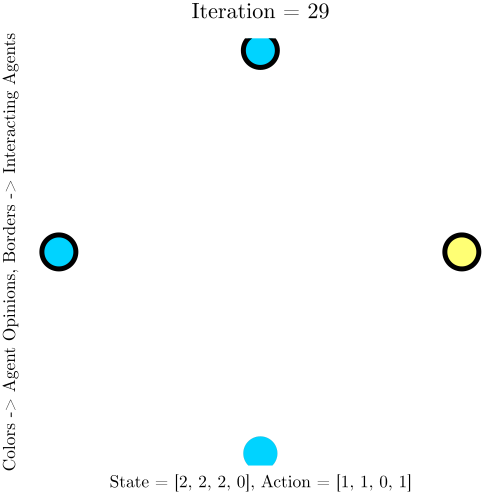 Iteration = 29
Colors -> Agent Opinions, Borders -> Interacting Agents
State = [2, 2, 2, 0], Action = [1, 1, 0, 1]